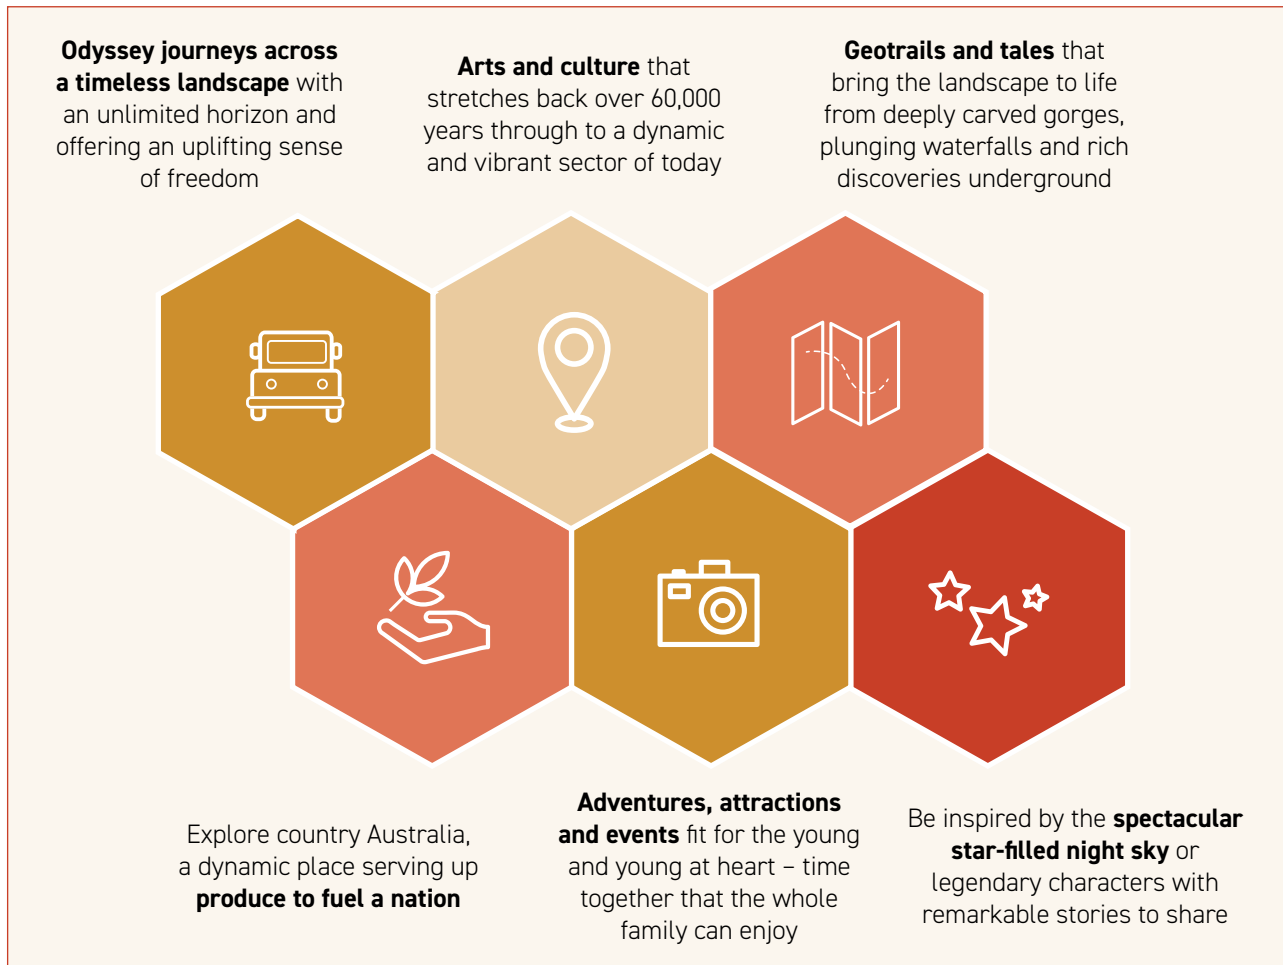 Odyssey journeys across
a timeless landscape with
an unlimited horizon and
offering an uplifting sense
of freedom
Arts and culture that
stretches back over 60,000
years through to a dynamic
and vibrant sector of today
Geotrails and tales that
bring the landscape to life
from deeply carved gorges,
plunging waterfalls and rich
discoveries underground
Explore country Australia,
a dynamic place serving up
produce to fuel a nation
Adventures, attractions
and events fit for the young
and young at heart – time
together that the whole
family can enjoy
Be inspired by the spectacular
star-filled night sky or
legendary characters with
remarkable stories to share